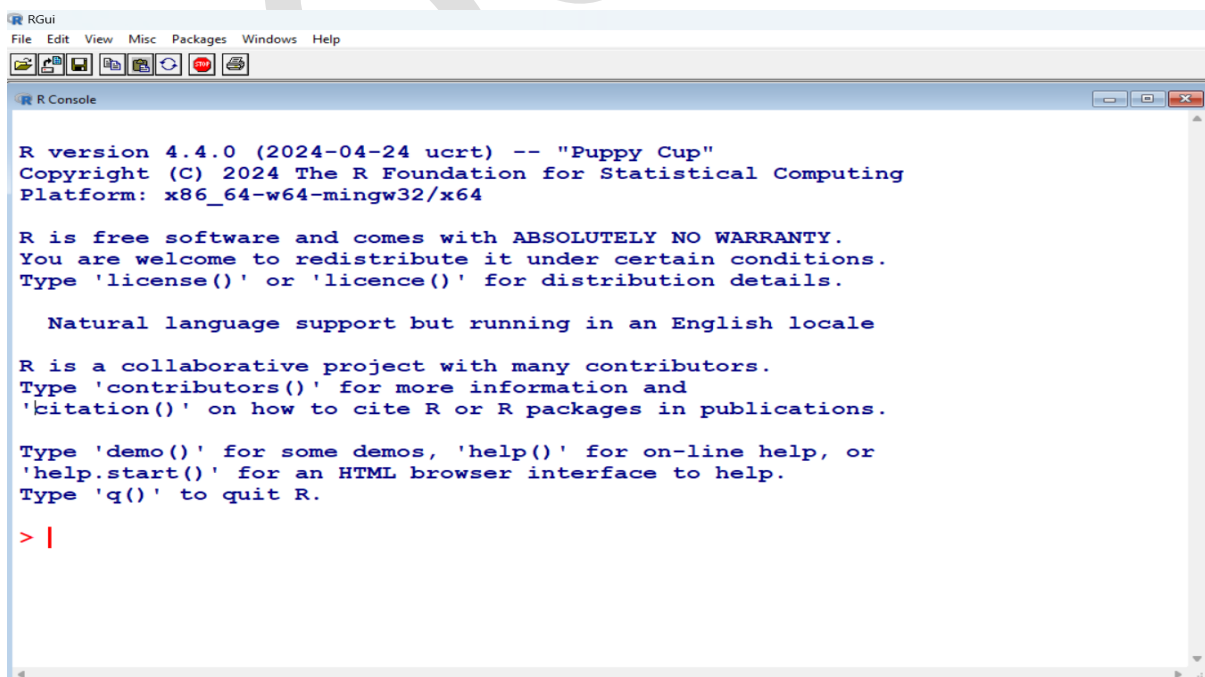 RGui
File Edit View Misc Packages Windows Help
STOP
R Console
R version 4.4.0 (2024-04-24 ucrt) -- "Puppy Cup"
Copyright (C) 2024 The R Foundation for Statistical Computing
Platform: x86_64-w64-mingw32/x64
R is free software and comes with ABSOLUTELY NO WARRANTY.
You are welcome to redistribute it under certain conditions.
Type 'license()' or 'licence()' for distribution details.
Natural language support but running in an English locale
R is a collaborative project with many contributors.
Type 'contributors()' for more information and
'citation()' on how to cite R or R packages in publications.
Type 'demo()' for some demos, 'help()' for on-line help, or
'help.start()' for an HTML browser interface to help.
Type 'q()' to quit R.
>